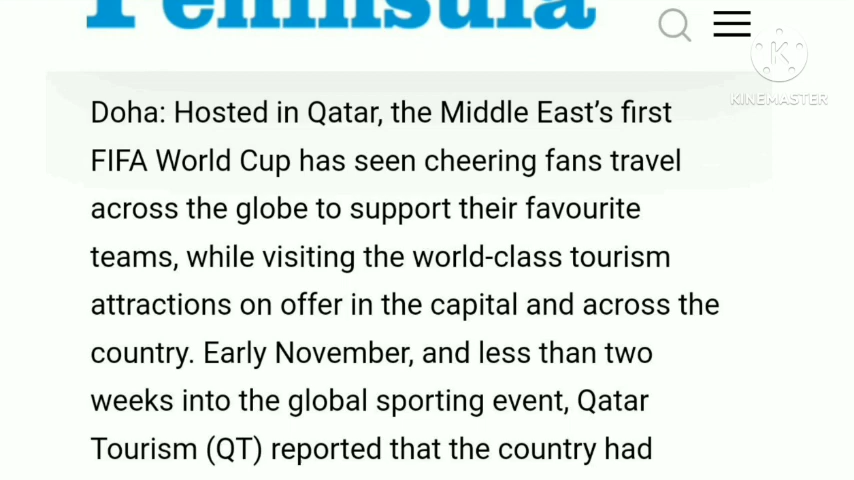 Peninsula
KINEMASTER
Doha: Hosted in Qatar, the Middle East’s first
FIFA World Cup has seen cheering fans travel
across the globe to support their favourite
teams, while visiting the world-class tourism
attractions on offer in the capital and across the
country. Early November, and less than two
weeks into the global sporting event, Qatar
Tourism (QT) reported that the country had